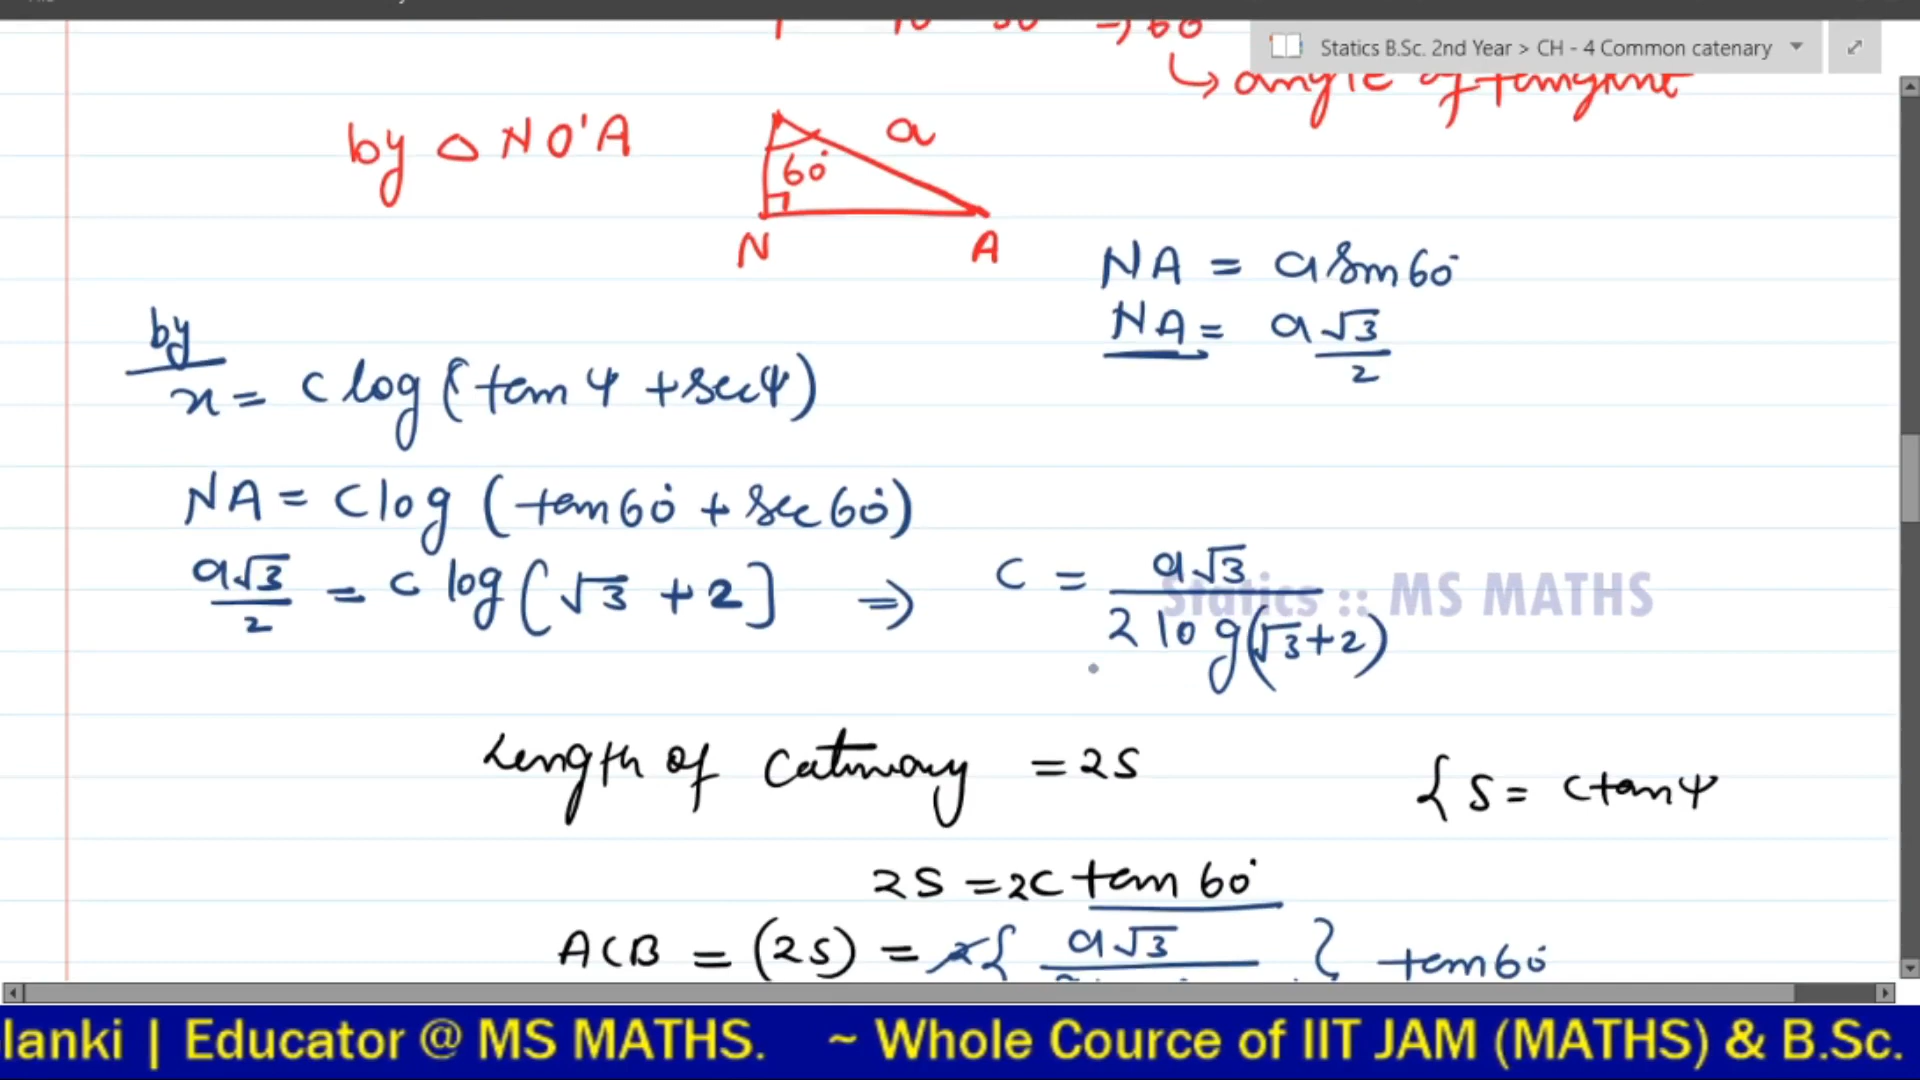 Statics B.Sc. 2nd Year > CH - 4 Common catenary
→ 60
↳ angle of tangent
by △ N O'A
a
60°
N A
NA = a sin 60°
NA = a√3/2
by
x = c log (tan ψ + sec ψ)
NA = c log (tan 60° + sec 60°)
a√3/2 = c log [√3 + 2] ⇒ c = a√3 / 2 log(√3+2)
Statics :: MS MATHS
Length of Catenary = 2S
{ S = c tan ψ
2S = 2C tan 60°
ACB = (2S) = 2{ a√3 } tan 60°
lanki | Educator @ MS MATHS. ~ Whole Cource of IIT JAM (MATHS) & B.Sc.